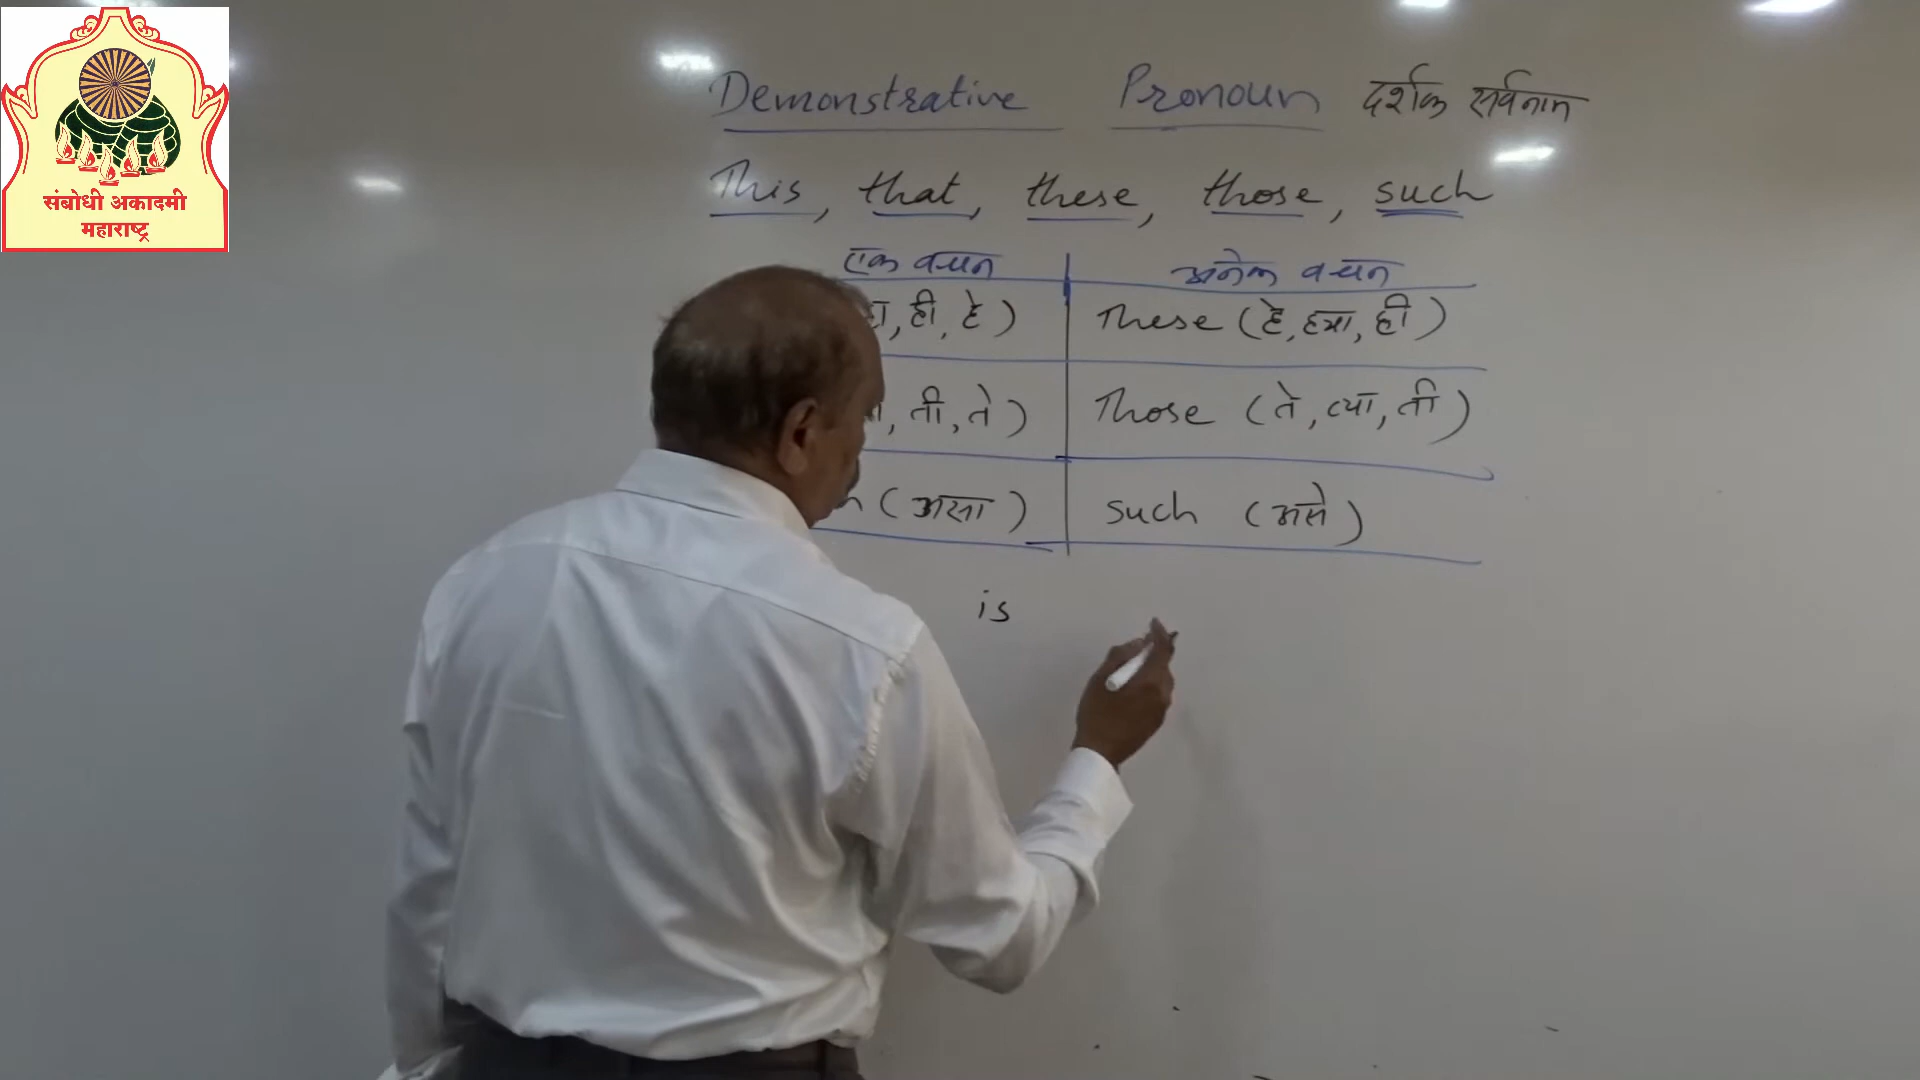 संबोधी अकादमी
महाराष्ट्र
Demonstrative Pronoun दर्शक सर्वनाम
This, that, these, those, such
एक वचन अनेक वचन
ही, हे) These (हे, ह्या, ही)
, ती, ते) Those (ते, त्या, ती)
(असा) such (असे)
is